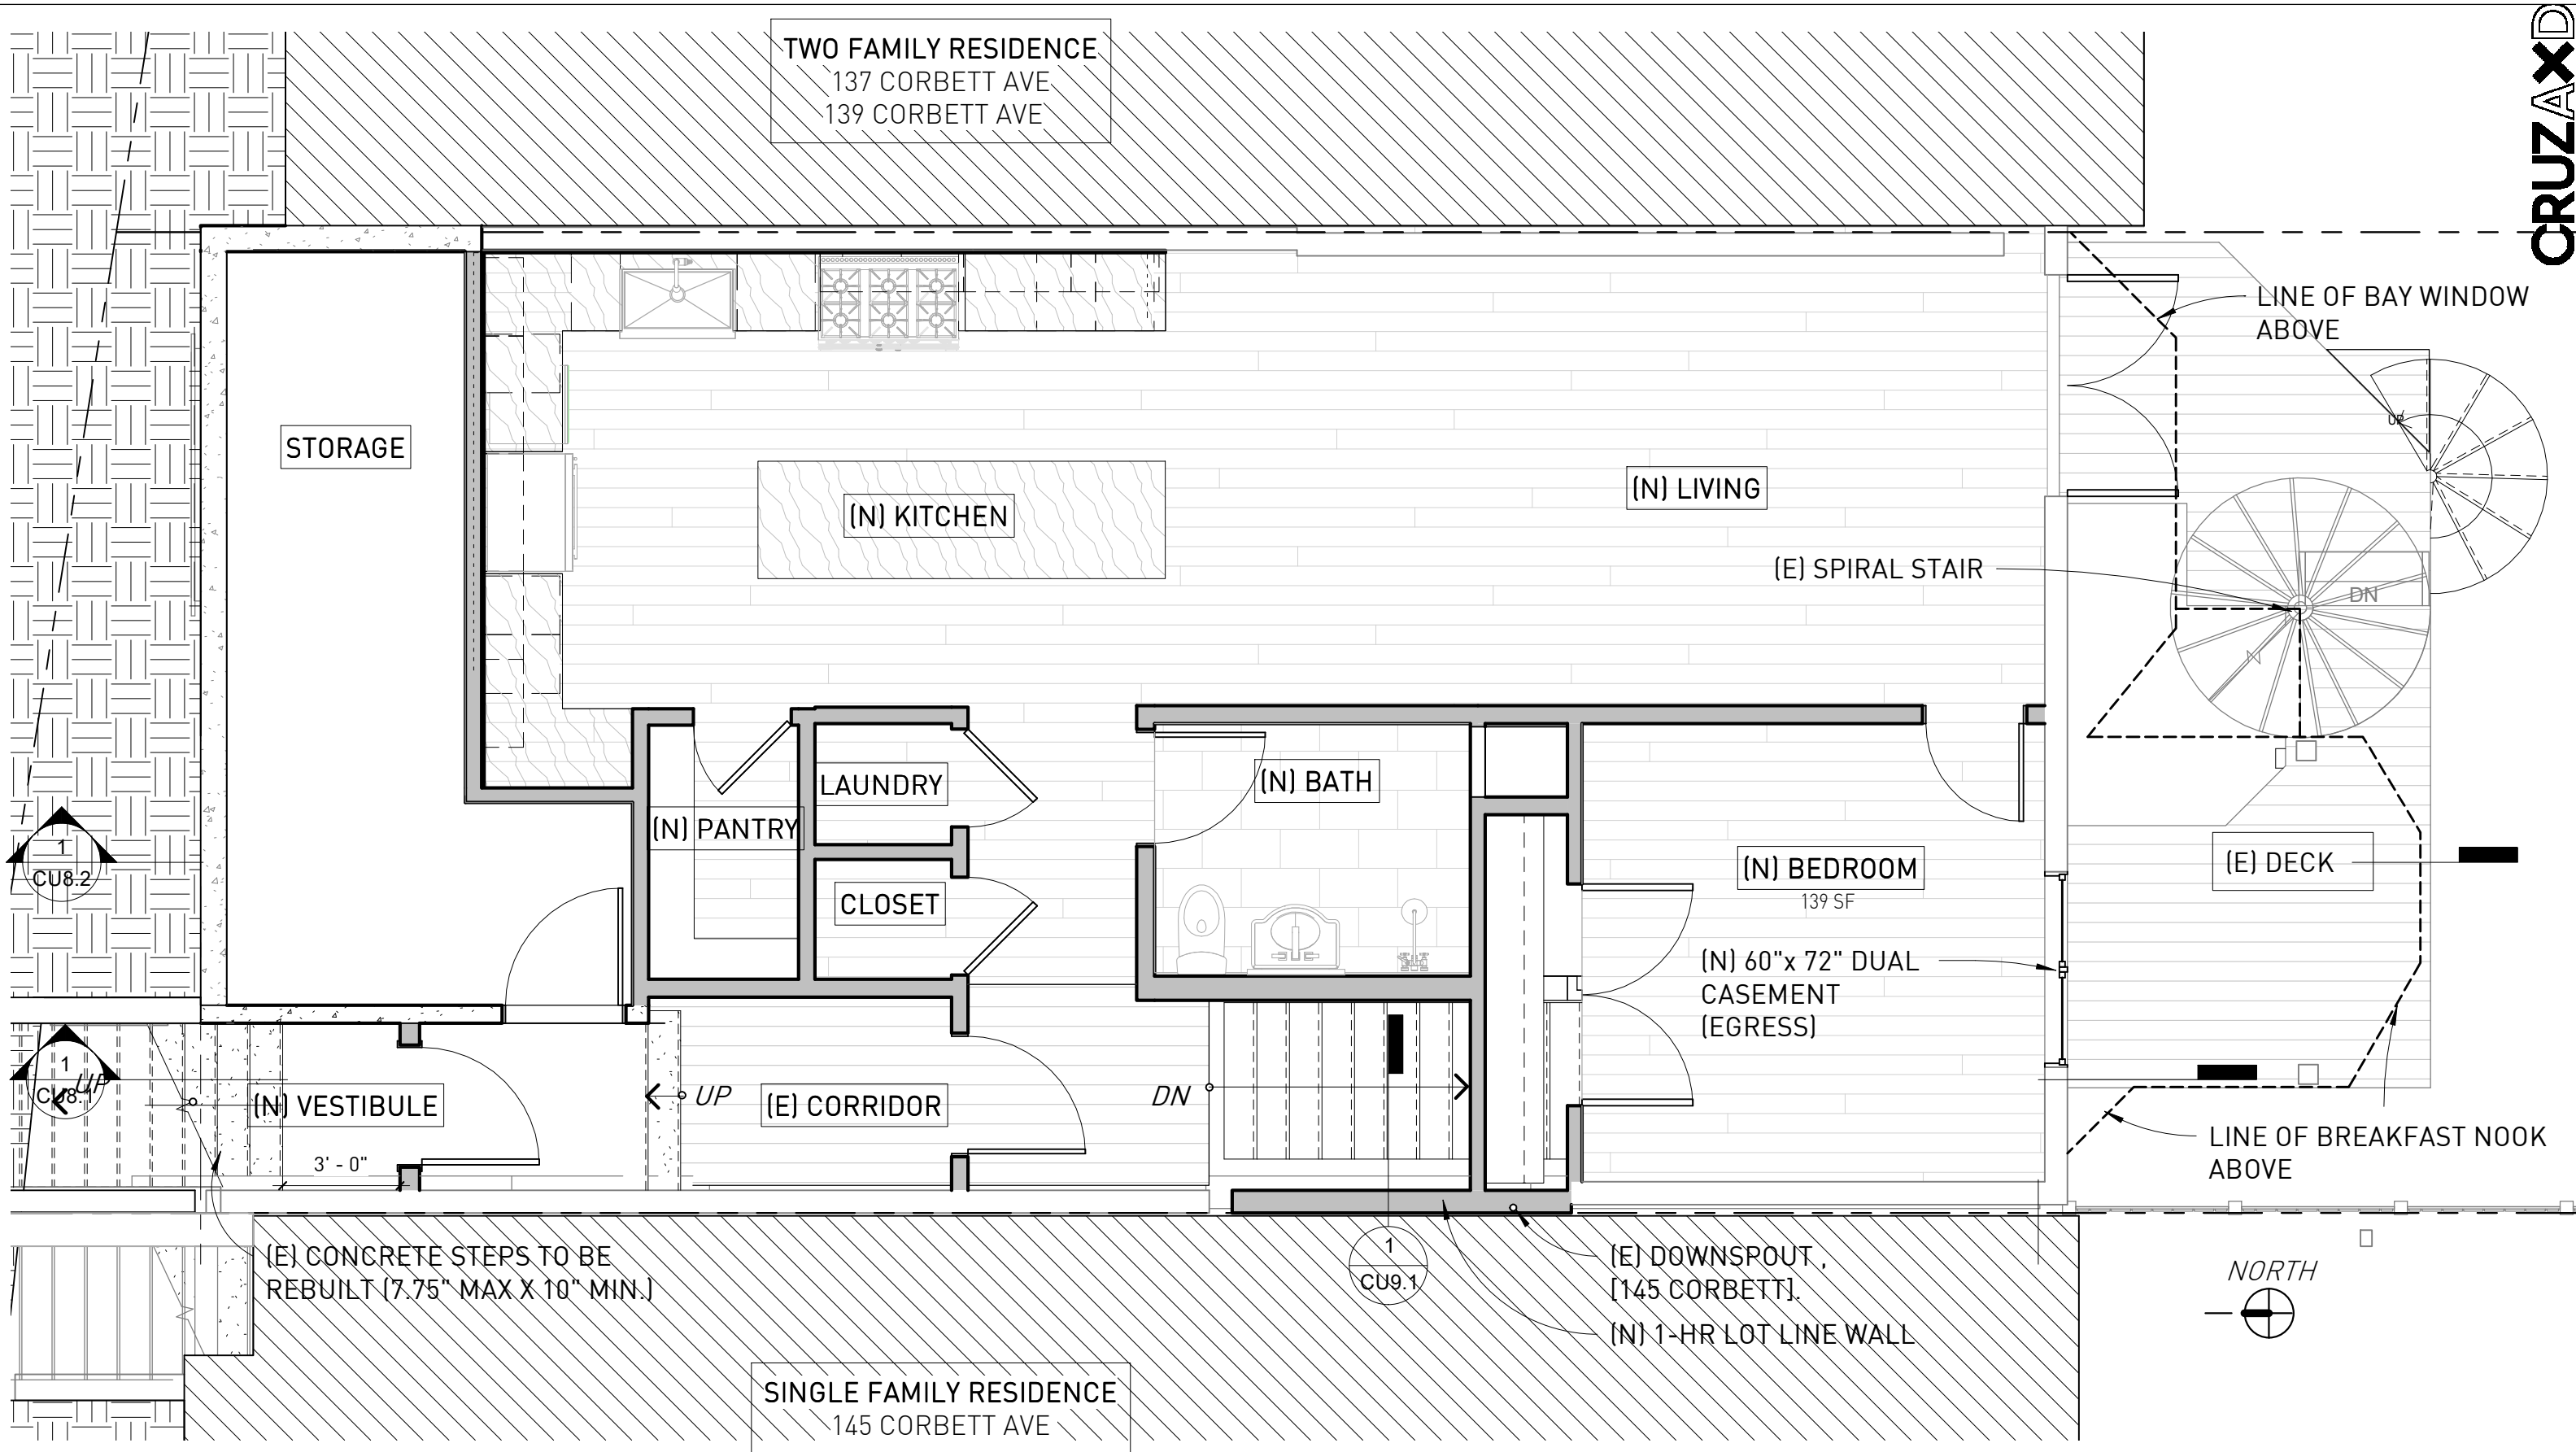 TWO FAMILY RESIDENCE
137 CORBETT AVE
139 CORBETT AVE
CRUZAXD
LINE OF BAY WINDOW
ABOVE
UP
STORAGE
(N) LIVING
(N) KITCHEN
(E) SPIRAL STAIR
DN
LAUNDRY
(N) BATH
(N) PANTRY
1
CU8.2
(N) BEDROOM
139 SF
(E) DECK
CLOSET
(N) 60"x 72" DUAL
CASEMENT
(EGRESS)
1
CU8.1
UP
(N) VESTIBULE
UP
(E) CORRIDOR
DN
3' - 0"
LINE OF BREAKFAST NOOK
ABOVE
(E) CONCRETE STEPS TO BE
REBUILT (7.75" MAX X 10" MIN.)
1
CU9.1
(E) DOWNSPOUT ,
[145 CORBETT].
(N) 1-HR LOT LINE WALL
NORTH
SINGLE FAMILY RESIDENCE
145 CORBETT AVE